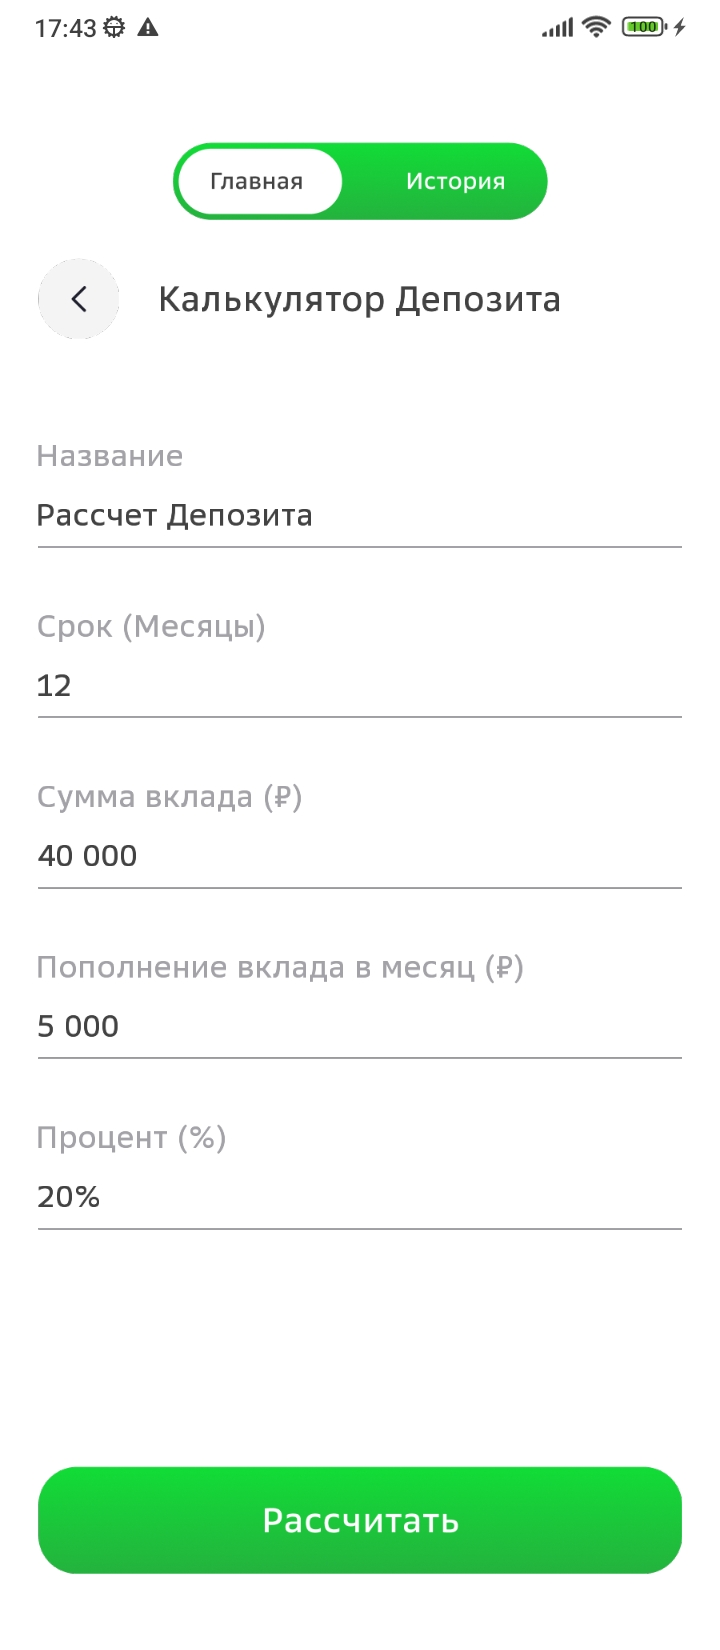 17:43
100
Главная
История
Калькулятор Депозита
Название
Рассчет Депозита
Срок (Месяцы)
12
Сумма вклада (₽)
40 000
Пополнение вклада в месяц (₽)
5 000
Процент (%)
20%
Рассчитать